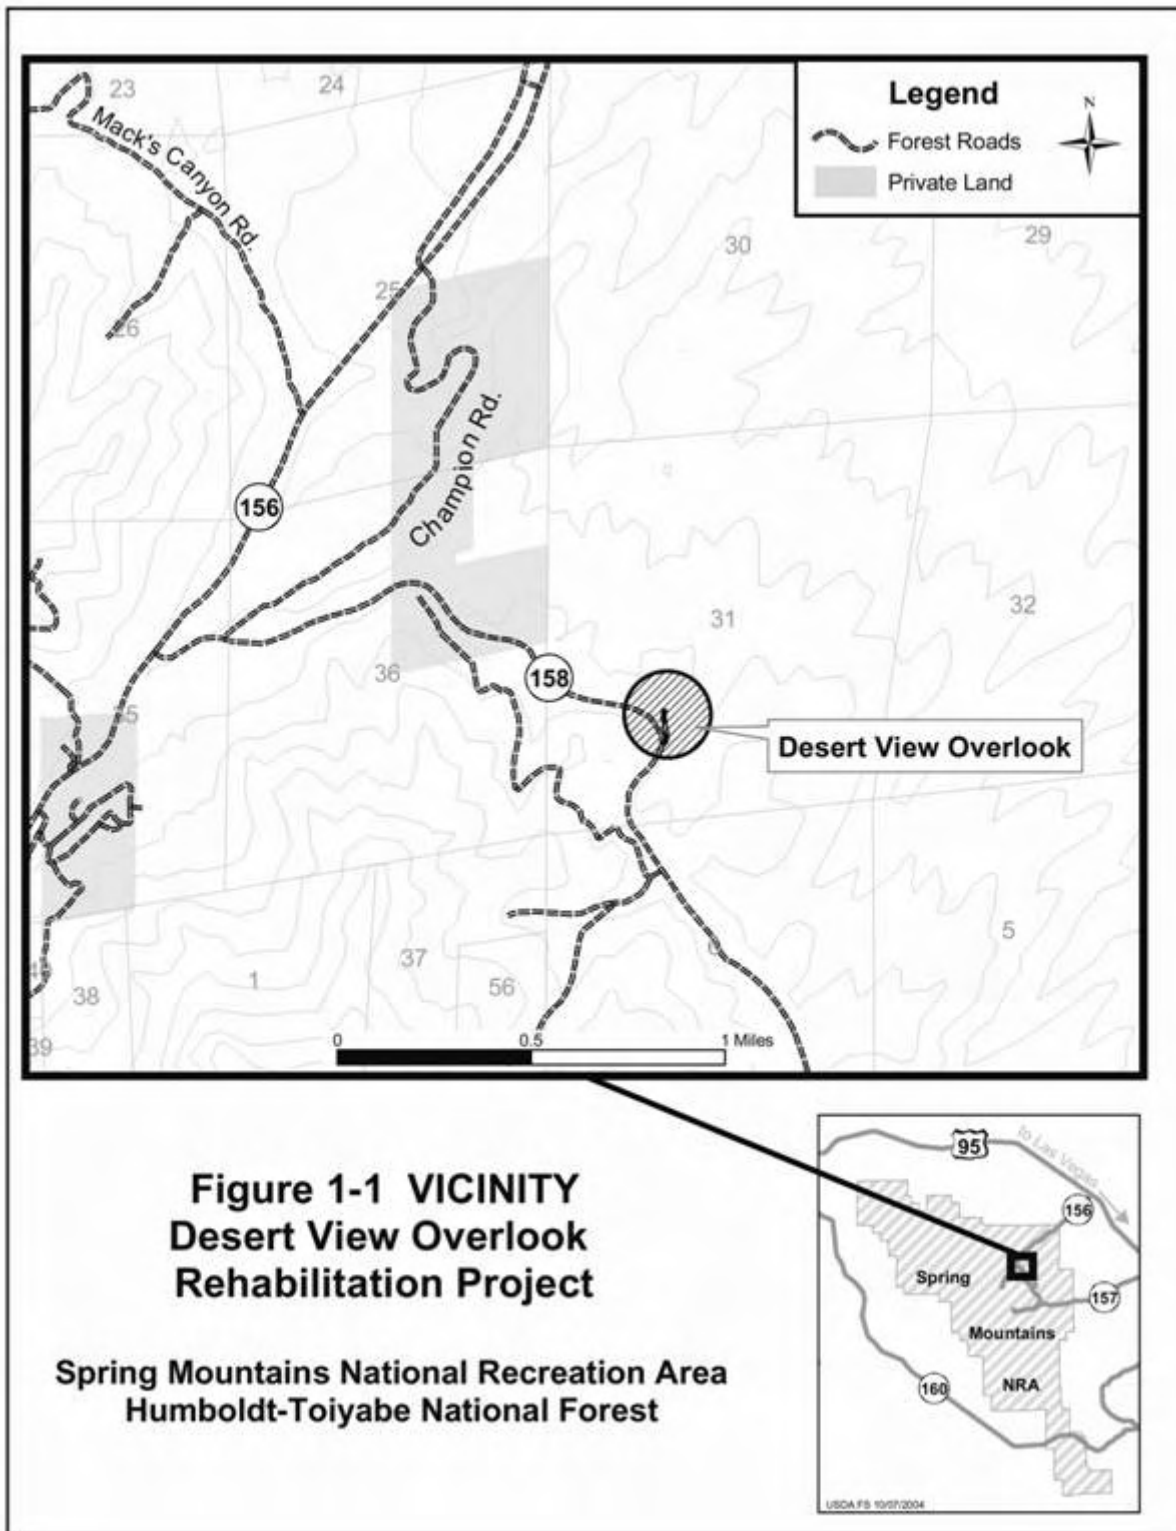 23
24
Legend
N
Forest Roads
Private Land
Mack's Canyon Rd.
30
29
25
26
Champion Rd.
156
31
32
36
158
35
Desert View Overlook
5
37
1
56
38
39
0 0.5 1 Miles
Figure 1-1 VICINITY
Desert View Overlook
Rehabilitation Project
Spring Mountains National Recreation Area
Humboldt-Toiyabe National Forest
95
to Las Vegas
156
Spring
157
Mountains
NRA
160
USDA FS 10/07/2004